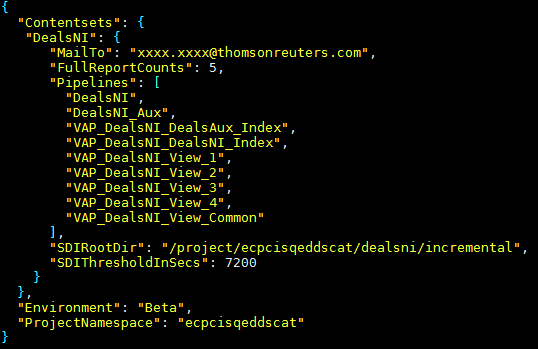 {
  "Contentsets": {
   "DealsNI": {
      "MailTo": "xxxx.xxxx@thomsonreuters.com",
      "FullReportCounts": 5,
      "Pipelines": [
        "DealsNI",
        "DealsNI_Aux",
        "VAP_DealsNI_DealsAux_Index",
        "VAP_DealsNI_DealsNI_Index",
        "VAP_DealsNI_View_1",
        "VAP_DealsNI_View_2",
        "VAP_DealsNI_View_3",
        "VAP_DealsNI_View_4",
        "VAP_DealsNI_View_Common"
      ],
      "SDIRootDir": "/project/ecpcisqeddscat/dealsni/incremental",
      "SDIThresholdInSecs": 7200
    }
  },
  "Environment": "Beta",
  "ProjectNamespace": "ecpcisqeddscat"
}